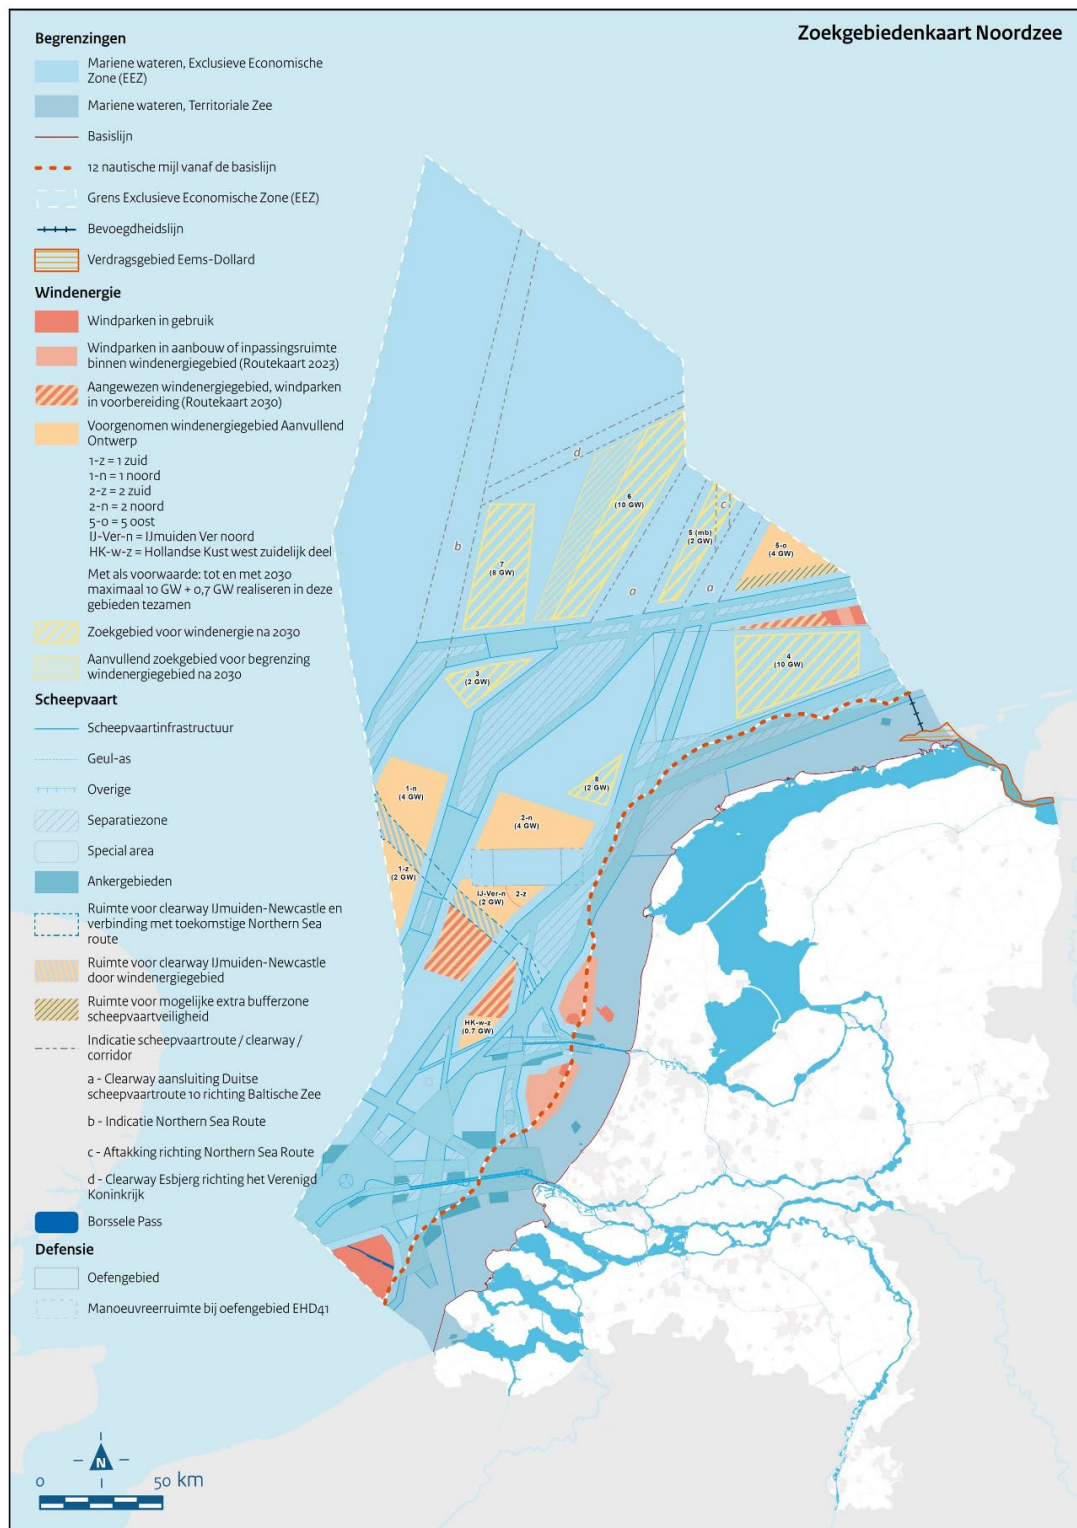 Zoekgebiedenkaart Noordzee
Begrenzingen
Mariene wateren, Exclusieve Economische
Zone (EEZ)
Mariene wateren, Territoriale Zee
Basislijn
12 nautische mijl vanaf de basislijn
Grens Exclusieve Economische Zone (EEZ)
Bevoegdheidslijn
Verdragsgebied Eems-Dollard
Windenergie
Windparken in gebruik
Windparken in aanbouw of inpassingsruimte
binnen windenergiegebied (Routekaart 2023)
Aangewezen windenergiegebied, windparken
in voorbereiding (Routekaart 2030)
Voorgenomen windenergiegebied Aanvullend
Ontwerp
1-z = 1 zuid
1-n = 1 noord
2-z = 2 zuid
2-n = 2 noord
5-o = 5 oost
IJ-Ver-n = IJmuiden Ver noord
HK-w-z = Hollandse Kust west zuidelijk deel
Met als voorwaarde: tot en met 2030
maximaal 10 GW + 0,7 GW realiseren in deze
gebieden tezamen
Zoekgebied voor windenergie na 2030
Aanvullend zoekgebied voor begrenzing
windenergiegebied na 2030
Scheepvaart
Scheepvaartinfrastructuur
Geul-as
Overige
Separatiezone
Special area
Ankergebieden
Ruimte voor clearway IJmuiden-Newcastle en
verbinding met toekomstige Northern Sea
route
Ruimte voor clearway IJmuiden-Newcastle
door windenergiegebied
Ruimte voor mogelijke extra bufferzone
scheepvaartveiligheid
Indicatie scheepvaartroute / clearway /
corridor
a - Clearway aansluiting Duitse
scheepvaartroute 10 richting Baltische Zee
b - Indicatie Northern Sea Route
c - Aftakking richting Northern Sea Route
d - Clearway Esbjerg richting het Verenigd
Koninkrijk
Borssele Pass
Defensie
Oefengebied
Manoeuvreerruimte bij oefengebied EHD41
N
0 50 km
d
6
(10 GW)
c
5 (mb)
(2 GW)
b
7
(8 GW)
5-o
(4 GW)
a
a
4
(10 GW)
3
(2 GW)
8
(2 GW)
1-n
(4 GW)
2-n
(4 GW)
1-z
(2 GW)
IJ-Ver-n
(2 GW)
2-z
HK-w-z
(0.7 GW)